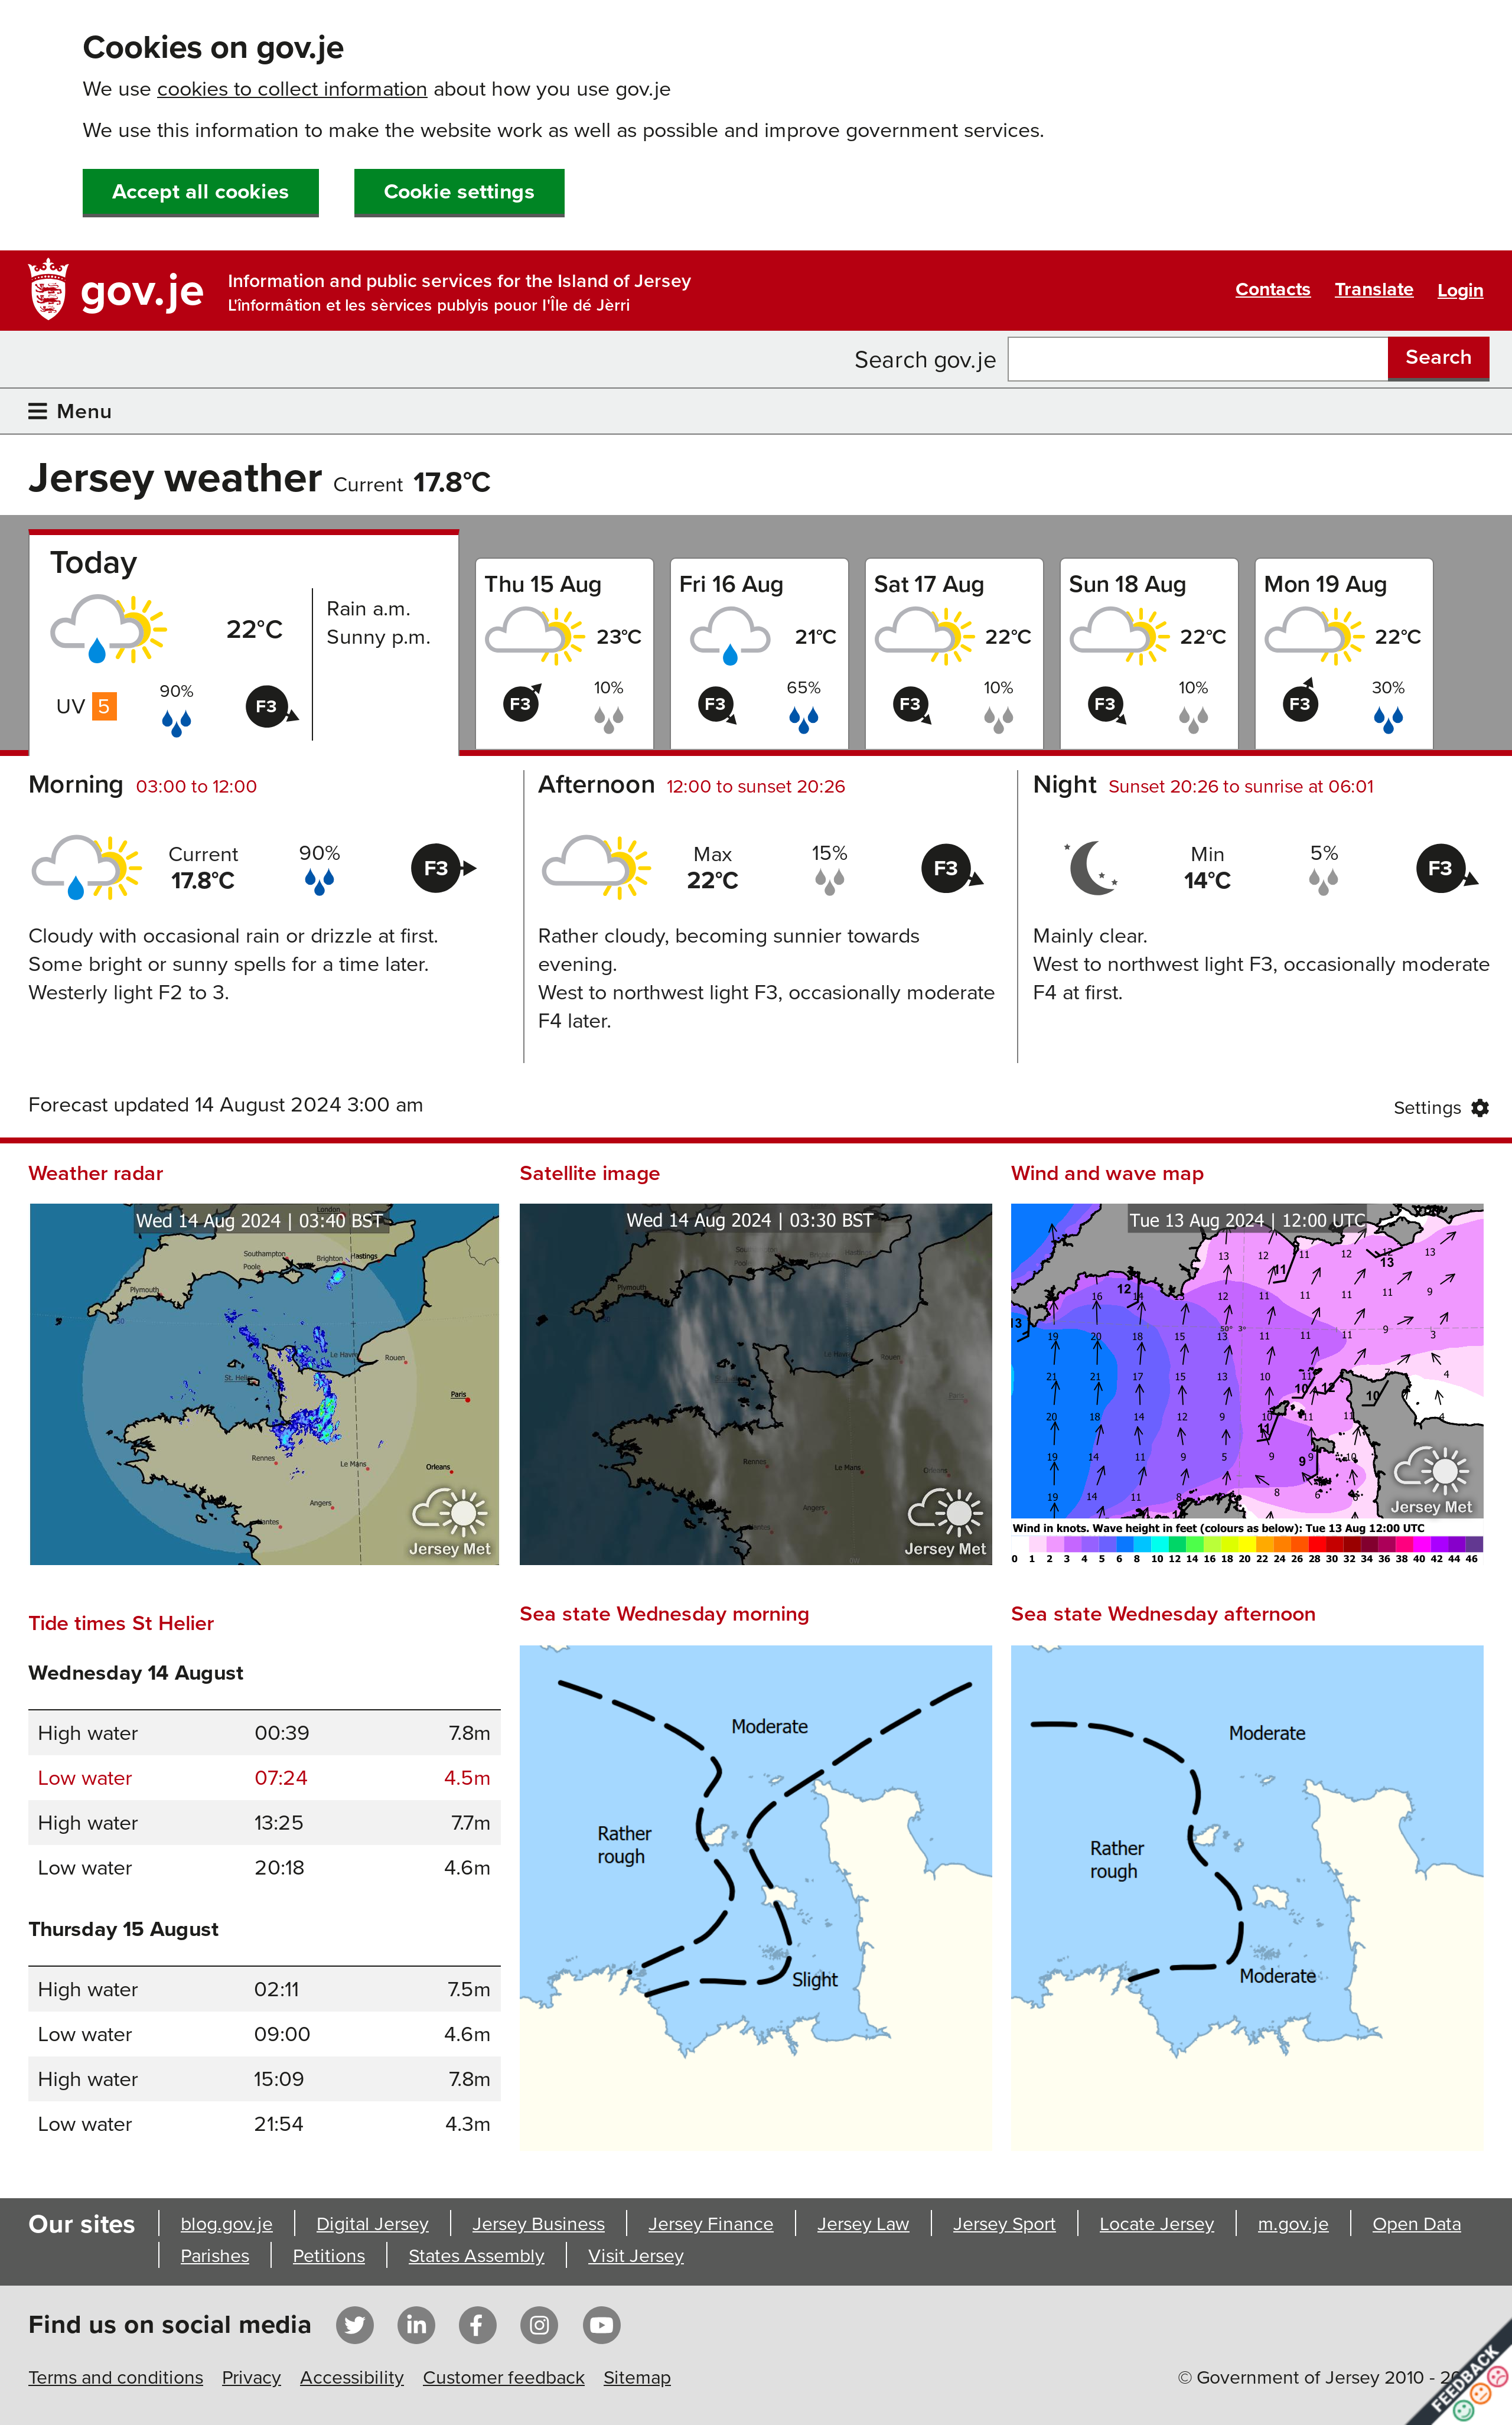 Cookies on gov.je
We use cookies to collect information about how you use gov.je
We use this information to make the website work as well as possible and improve government services.
Accept all cookies
Cookie settings
gov.je
Information and public services for the Island of Jersey
L'înformâtion et les sèrvices publyis pouor I'Île dé Jèrri
Contacts
Translate
Login
Search gov.je
Search
Menu
Jersey weather Current 17.8°C
Today
22°C
Rain a.m.
Sunny p.m.
UV 5
90%
F3
Thu 15 Aug
23°C
F3
10%
Fri 16 Aug
21°C
F3
65%
Sat 17 Aug
22°C
F3
10%
Sun 18 Aug
22°C
F3
10%
Mon 19 Aug
22°C
F3
30%
Morning 03:00 to 12:00
Current
17.8°C
90%
F3
Cloudy with occasional rain or drizzle at first.
Some bright or sunny spells for a time later.
Westerly light F2 to 3.
Afternoon 12:00 to sunset 20:26
Max
22°C
15%
F3
Rather cloudy, becoming sunnier towards
evening.
West to northwest light F3, occasionally moderate
F4 later.
Night Sunset 20:26 to sunrise at 06:01
Min
14°C
5%
F3
Mainly clear.
West to northwest light F3, occasionally moderate
F4 at first.
Forecast updated 14 August 2024 3:00 am
Settings
Weather radar
Wed 14 Aug 2024 | 03:40 BST
London
Southampton
Poole
Brighton
Hastings
Plymouth
Rouen
Paris
Rennes
Le Mans
Orleans
Angers
Jersey Met
Satellite image
Wed 14 Aug 2024 | 03:30 BST
Plymouth
Rouen
Rennes
Le Mans
Orleans
Angers
Jersey Met
Wind and wave map
Tue 13 Aug 2024 | 12:00 UTC
Jersey Met
Wind in knots. Wave height in feet (colours as below): Tue 13 Aug 12:00 UTC
0 1 2 3 4 5 6 8 10 12 14 16 18 20 22 24 26 28 30 32 34 36 38 40 42 44 46
Tide times St Helier
Wednesday 14 August
High water 00:39 7.8m
Low water 07:24 4.5m
High water 13:25 7.7m
Low water 20:18 4.6m
Thursday 15 August
High water 02:11 7.5m
Low water 09:00 4.6m
High water 15:09 7.8m
Low water 21:54 4.3m
Sea state Wednesday morning
Moderate
Rather
rough
Slight
Sea state Wednesday afternoon
Moderate
Rather
rough
Moderate
Our sites
blog.gov.je
Digital Jersey
Jersey Business
Jersey Finance
Jersey Law
Jersey Sport
Locate Jersey
m.gov.je
Open Data
Parishes
Petitions
States Assembly
Visit Jersey
Find us on social media
Terms and conditions
Privacy
Accessibility
Customer feedback
Sitemap
© Government of Jersey 2010 -
FEEDBACK